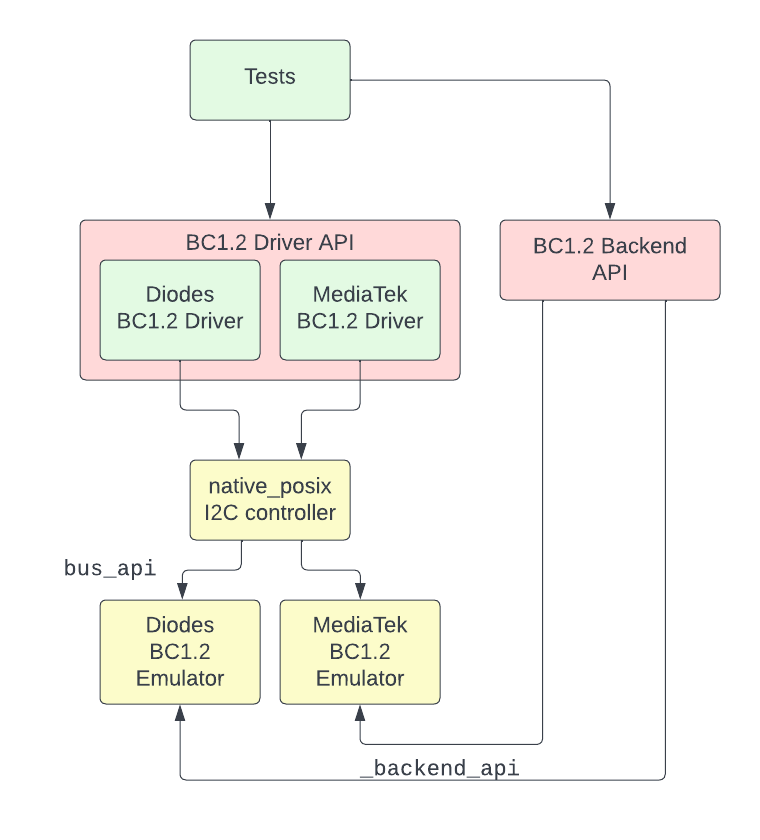 Tests
BC1.2 Driver API
BC1.2 Backend
API
Diodes
BC1.2 Driver
MediaTek
BC1.2 Driver
native_posix
I2C controller
bus_api
Diodes
BC1.2
Emulator
MediaTek
BC1.2
Emulator
_backend_api